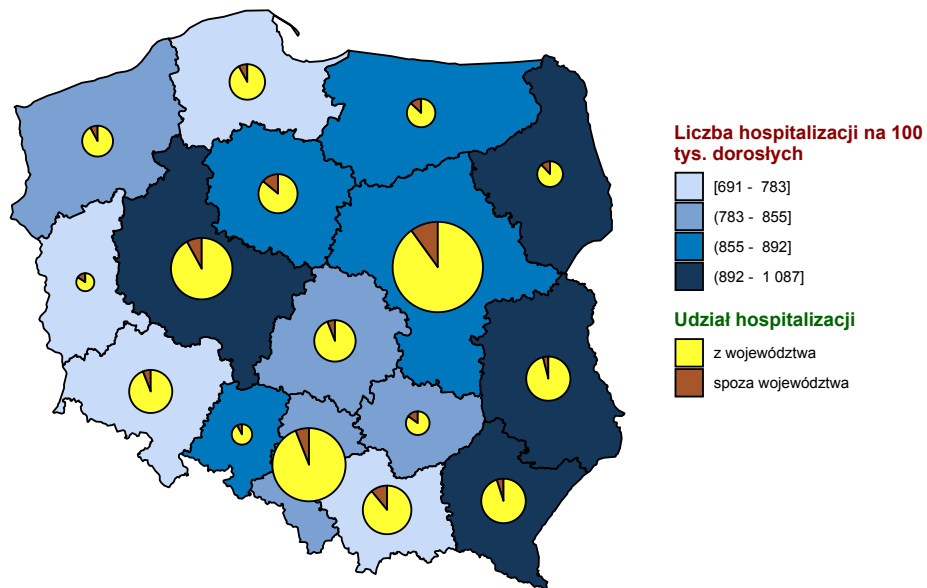 Liczba hospitalizacji na 100
tys. dorosłych
[691 - 783]
(783 - 855]
(855 - 892]
(892 - 1 087]
Udział hospitalizacji
z województwa
spoza województwa